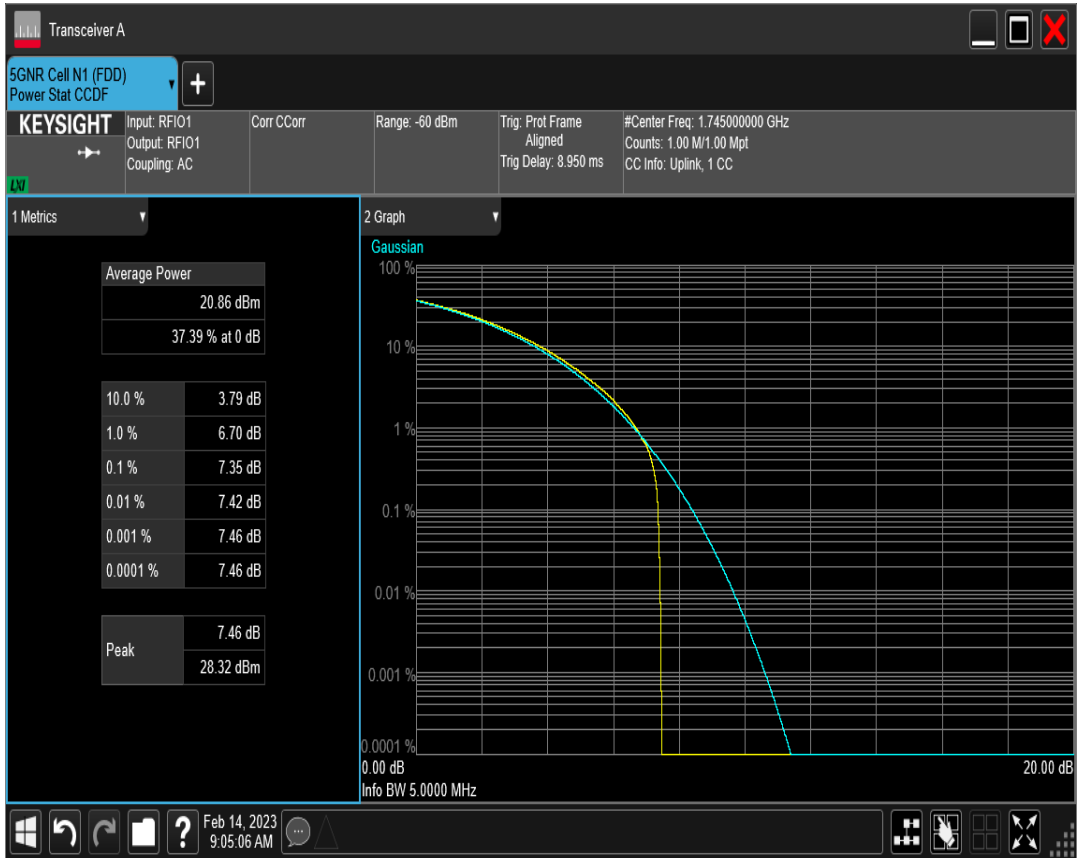 Transceiver A
5GNR Cell N1 (FDD)
Power Stat CCDF
+
KEYSIGHT
LXI
Input: RFIO1
Output: RFIO1
Coupling: AC
Corr CCorr
Range: -60 dBm
Trig: Prot Frame
Aligned
Trig Delay: 8.950 ms
#Center Freq: 1.745000000 GHz
Counts: 1.00 M/1.00 Mpt
CC Info: Uplink, 1 CC
1 Metrics
Average Power
20.86 dBm
37.39 % at 0 dB
10.0 % 3.79 dB
1.0 % 6.70 dB
0.1 % 7.35 dB
0.01 % 7.42 dB
0.001 % 7.46 dB
0.0001 % 7.46 dB
Peak
7.46 dB
28.32 dBm
2 Graph
Gaussian
100 %
10 %
1 %
0.1 %
0.01 %
0.001 %
0.0001 %
0.00 dB 20.00 dB
Info BW 5.0000 MHz
?
Feb 14, 2023
9:05:06 AM